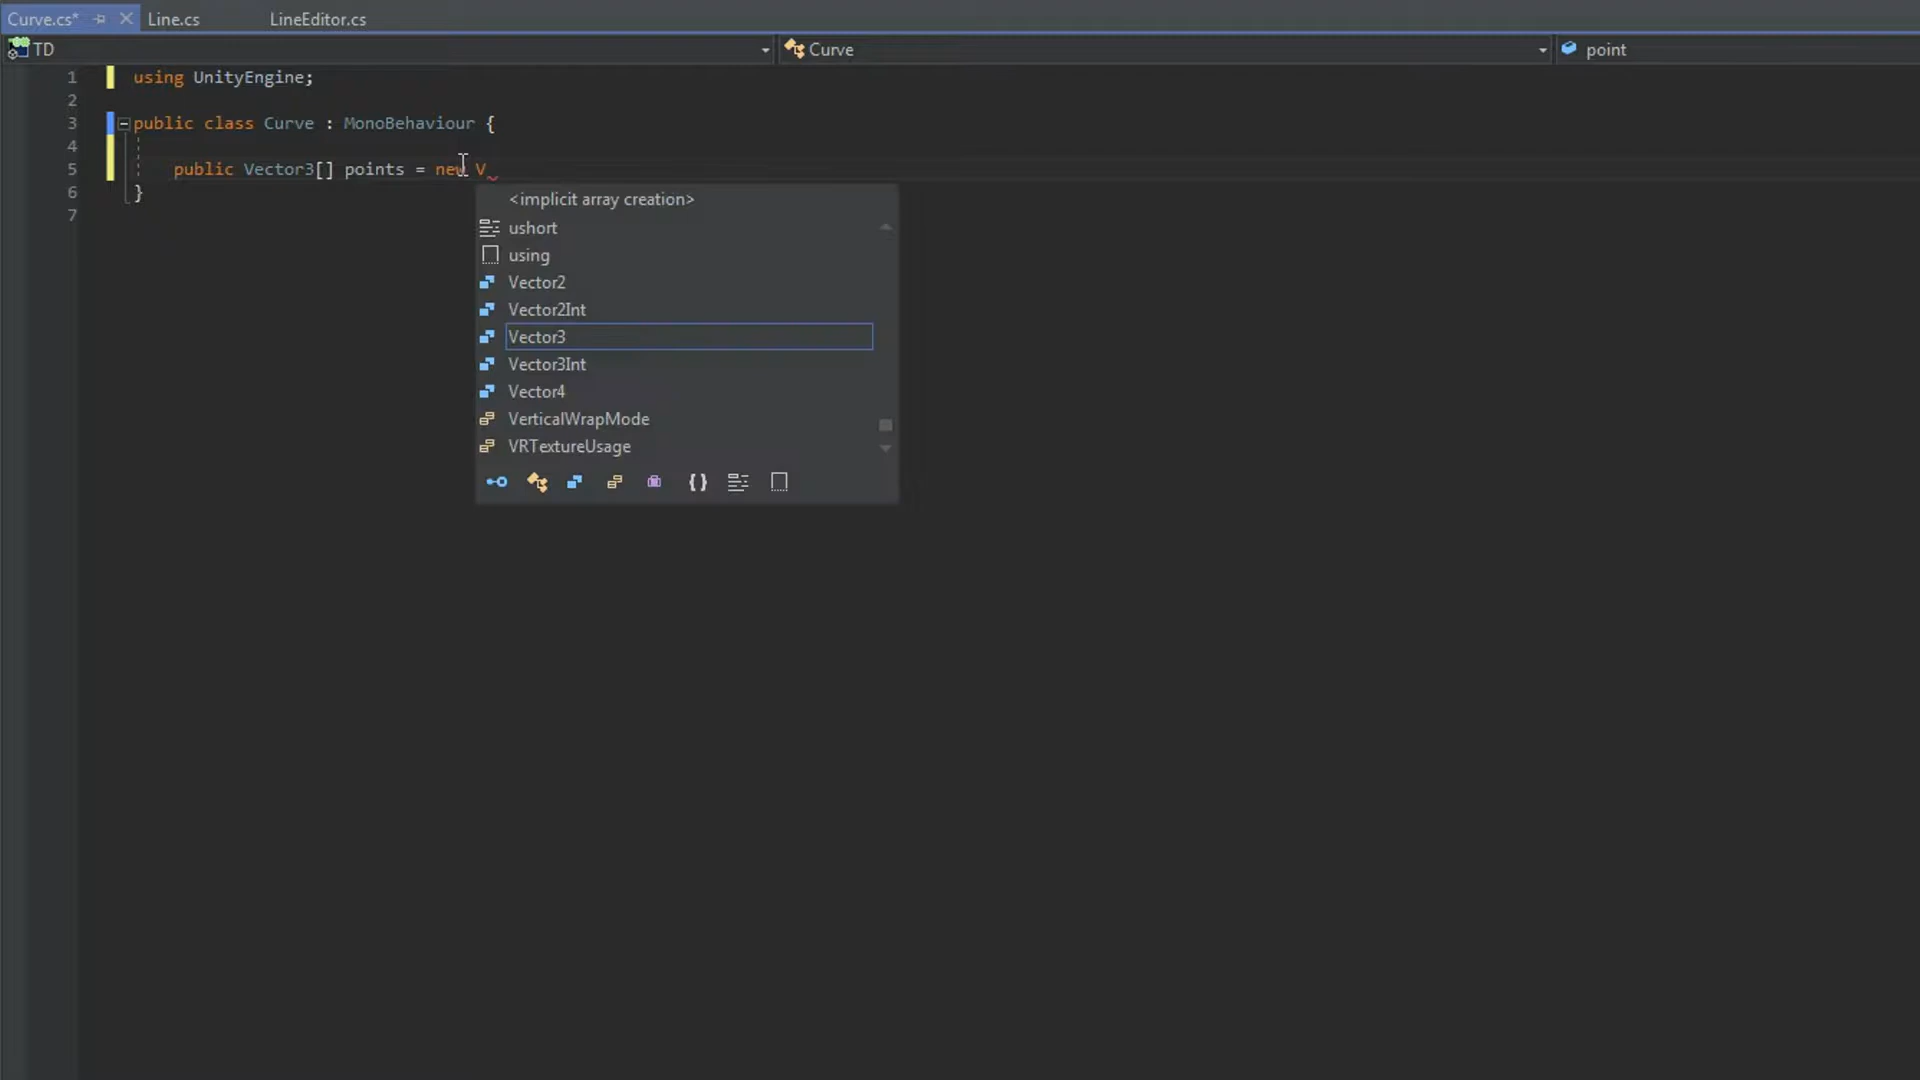 Curve.cs* Line.cs LineEditor.cs
TD Curve point
1 using UnityEngine;
2
3 public class Curve : MonoBehaviour {
4
5 public Vector3[] points = new V
6 }
7
<implicit array creation>
ushort
using
Vector2
Vector2Int
Vector3
Vector3Int
Vector4
VerticalWrapMode
VRTextureUsage